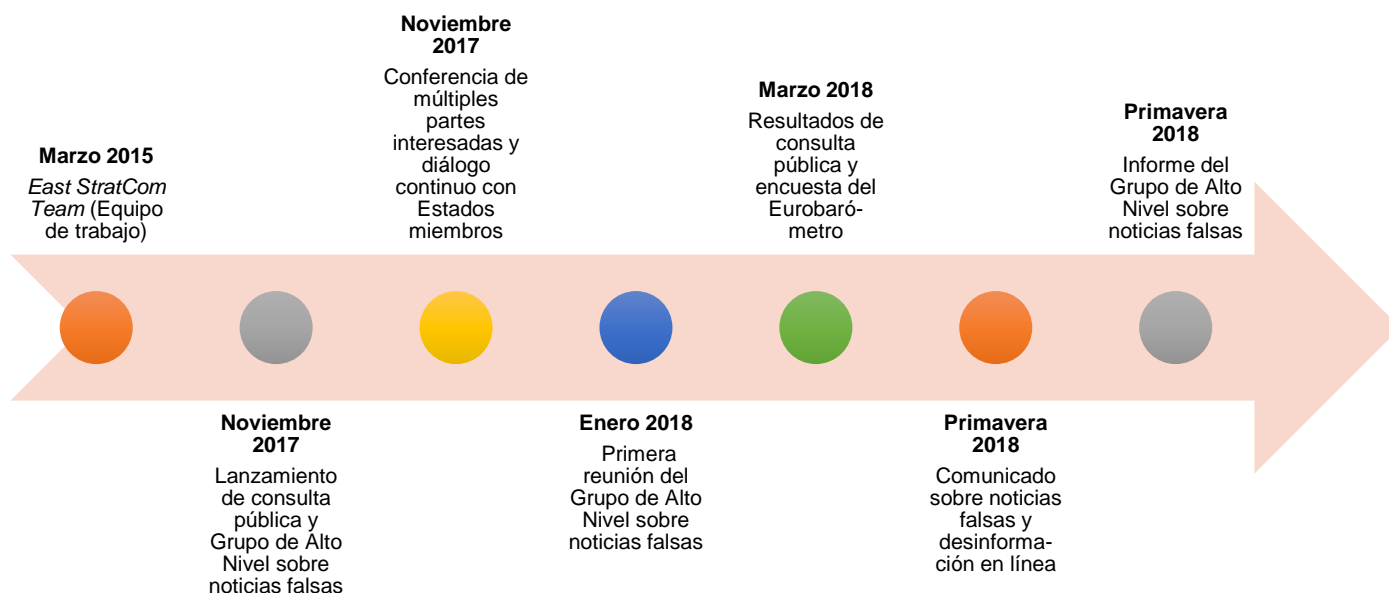 Marzo 2015
East StratCom
Team (Equipo
de trabajo)
Noviembre
2017
Lanzamiento
de consulta
pública y
Grupo de Alto
Nivel sobre
noticias falsas
Noviembre
2017
Conferencia de
múltiples
partes
interesadas y
diálogo
continuo con
Estados
miembros
Enero 2018
Primera
reunión del
Grupo de Alto
Nivel sobre
noticias falsas
Marzo 2018
Resultados de
consulta
pública y
encuesta del
Eurobaró-
metro
Primavera
2018
Comunicado
sobre noticias
falsas y
desinforma-
ción en línea
Primavera
2018
Informe del
Grupo de Alto
Nivel sobre
noticias falsas